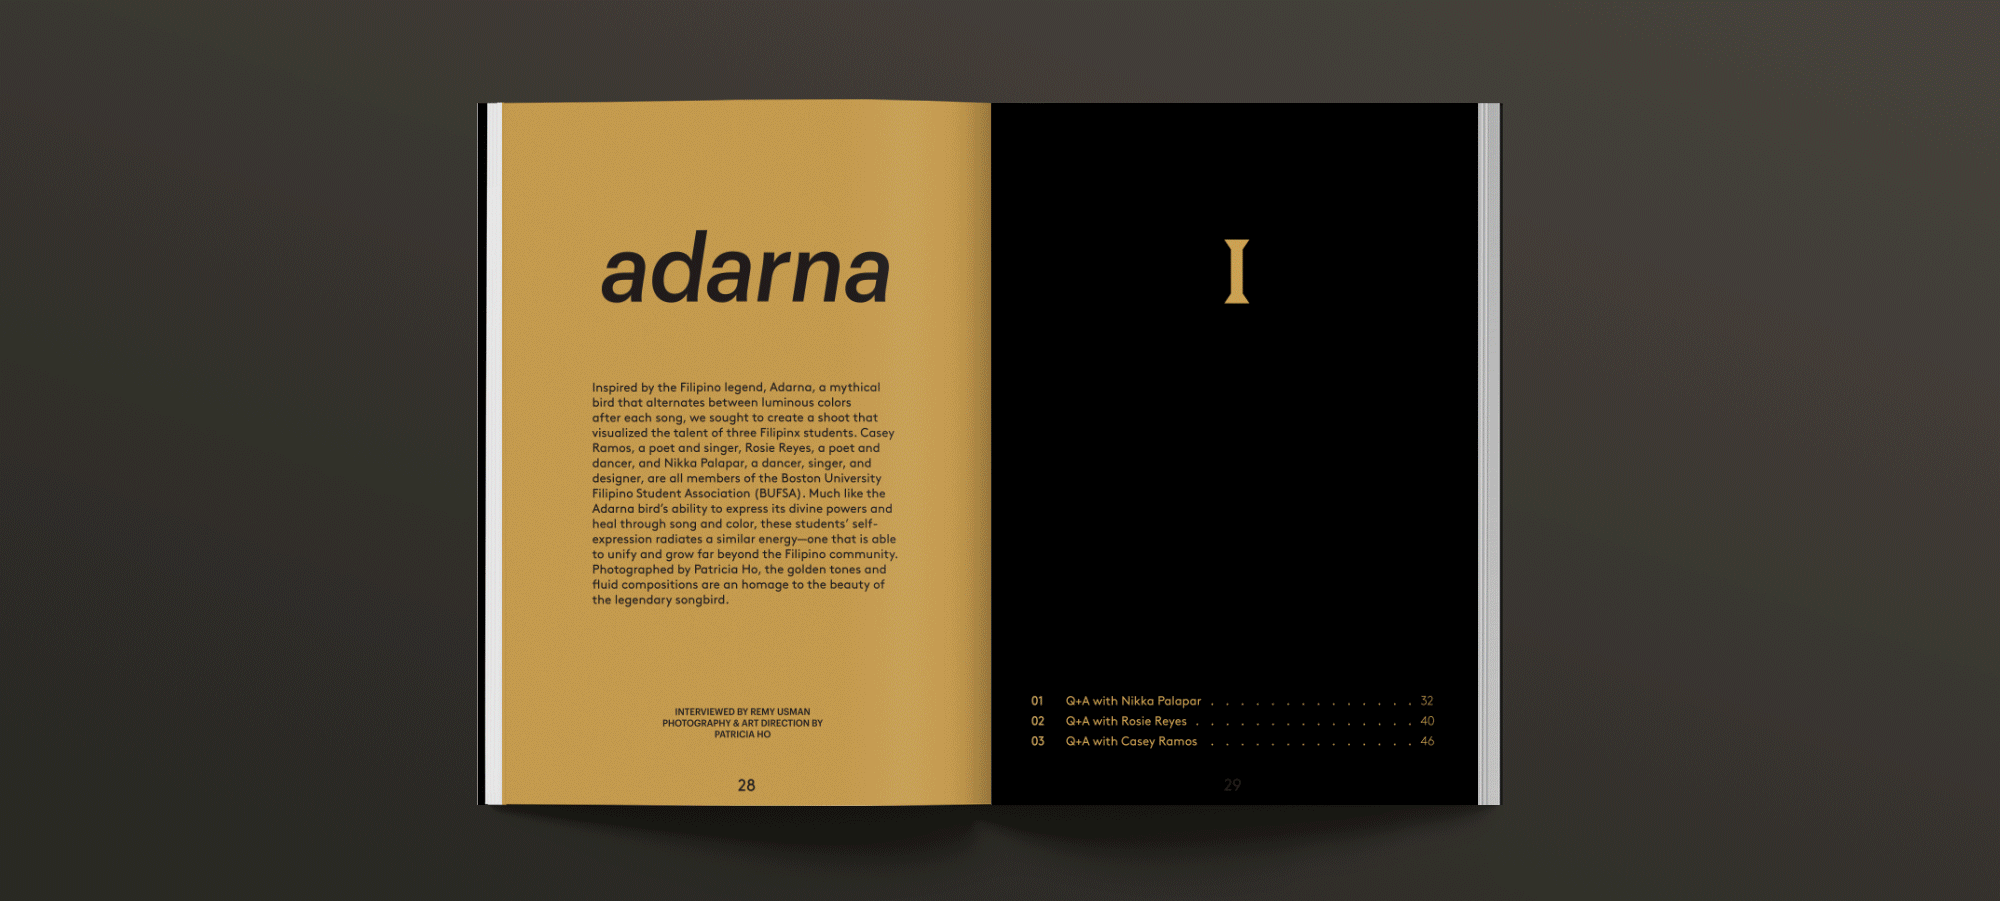 adarna
Inspired by the Filipino legend, Adarna, a mythical
bird that alternates between luminous colors
after each song, we sought to create a shoot that
visualized the talent of three Filipinx students. Casey
Ramos, a poet and singer, Rosie Reyes, a poet and
dancer, and Nikka Palapar, a dancer, singer, and
designer, are all members of the Boston University
Filipino Student Association (BUFSA). Much like the
Adarna bird’s ability to express its divine powers and
heal through song and color, these students’ self-
expression radiates a similar energy—one that is able
to unify and grow far beyond the Filipino community.
Photographed by Patricia Ho, the golden tones and
fluid compositions are an homage to the beauty of
the legendary songbird.
INTERVIEWED BY REMY USMAN
PHOTOGRAPHY & ART DIRECTION BY
PATRICIA HO
28
I
01 Q+A with Nikka Palapar . . . . . . . . . . . . . . 32
02 Q+A with Rosie Reyes . . . . . . . . . . . . . . . 40
03 Q+A with Casey Ramos . . . . . . . . . . . . . . 46
29